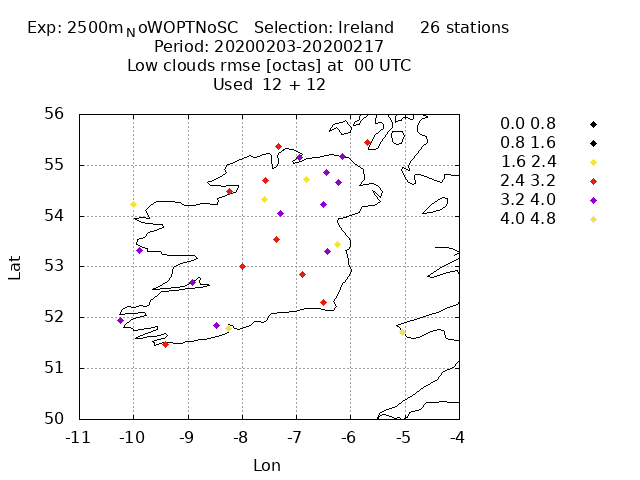 Exp: 2500m_NoWOPTNoSC   Selection: Ireland      26 stations
Period: 20200203-20200217
Low clouds rmse [octas] at  00 UTC
Used  12 + 12
56
55
54
53
52
51
50
-11 -10 -9 -8 -7 -6 -5 -4
Lat
Lon
0.0 0.8
0.8 1.6
1.6 2.4
2.4 3.2
3.2 4.0
4.0 4.8